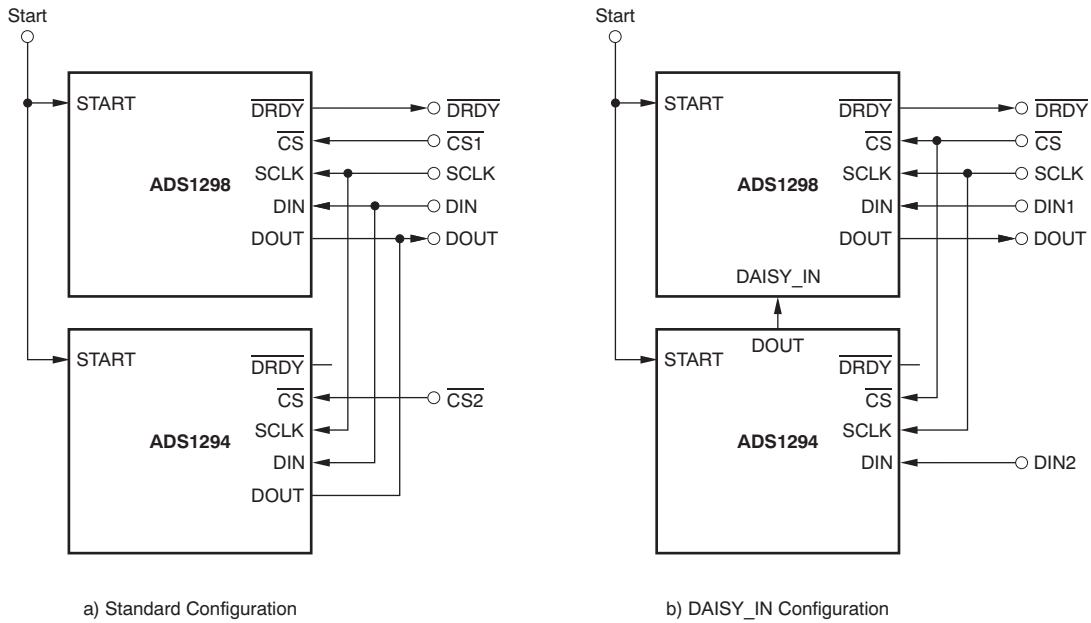 Start
START
DRDY
DRDY
CS
CS1
SCLK
SCLK
ADS1298
DIN
DIN
DOUT
DOUT
START
DRDY
CS
CS2
SCLK
ADS1294
DIN
DOUT
a) Standard Configuration
Start
START
DRDY
DRDY
CS
CS
SCLK
SCLK
ADS1298
DIN
DIN1
DOUT
DOUT
DAISY_IN
DOUT
START
DRDY
CS
SCLK
ADS1294
DIN
DIN2
b) DAISY_IN Configuration